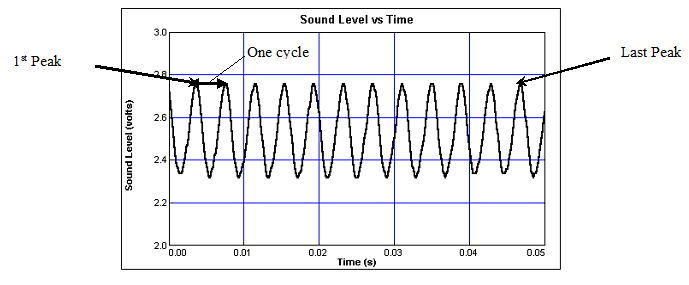 Sound Level vs Time
3.0
One cycle
Last Peak
1st Peak
2.8
2.6
Sound Level (volts)
2.4
2.2
2.0
0.00 0.01 0.02 0.03 0.04 0.05
Time (s)